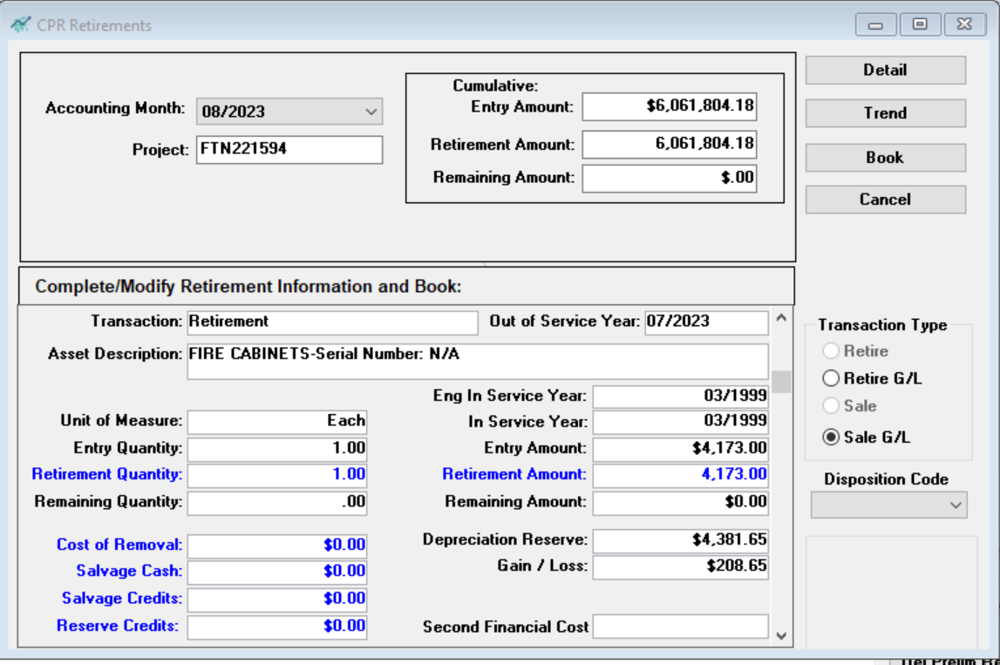 CPR Retirements
Accounting Month: 08/2023
Project: FTN221594
Cumulative:
Entry Amount: $6,061,804.18
Retirement Amount: 6,061,804.18
Remaining Amount: $.00
Detail
Trend
Book
Cancel
Complete/Modify Retirement Information and Book:
Transaction: Retirement Out of Service Year: 07/2023
Asset Description: FIRE CABINETS-Serial Number: N/A
Eng In Service Year: 03/1999
Unit of Measure: Each In Service Year: 03/1999
Entry Quantity: 1.00 Entry Amount: $4,173.00
Retirement Quantity: 1.00 Retirement Amount: 4,173.00
Remaining Quantity: .00 Remaining Amount: $0.00
Cost of Removal: $0.00 Depreciation Reserve: $4,381.65
Salvage Cash: $0.00 Gain / Loss: $208.65
Salvage Credits: $0.00
Reserve Credits: $0.00 Second Financial Cost
Transaction Type
Retire
Retire G/L
Sale
Sale G/L
Disposition Code